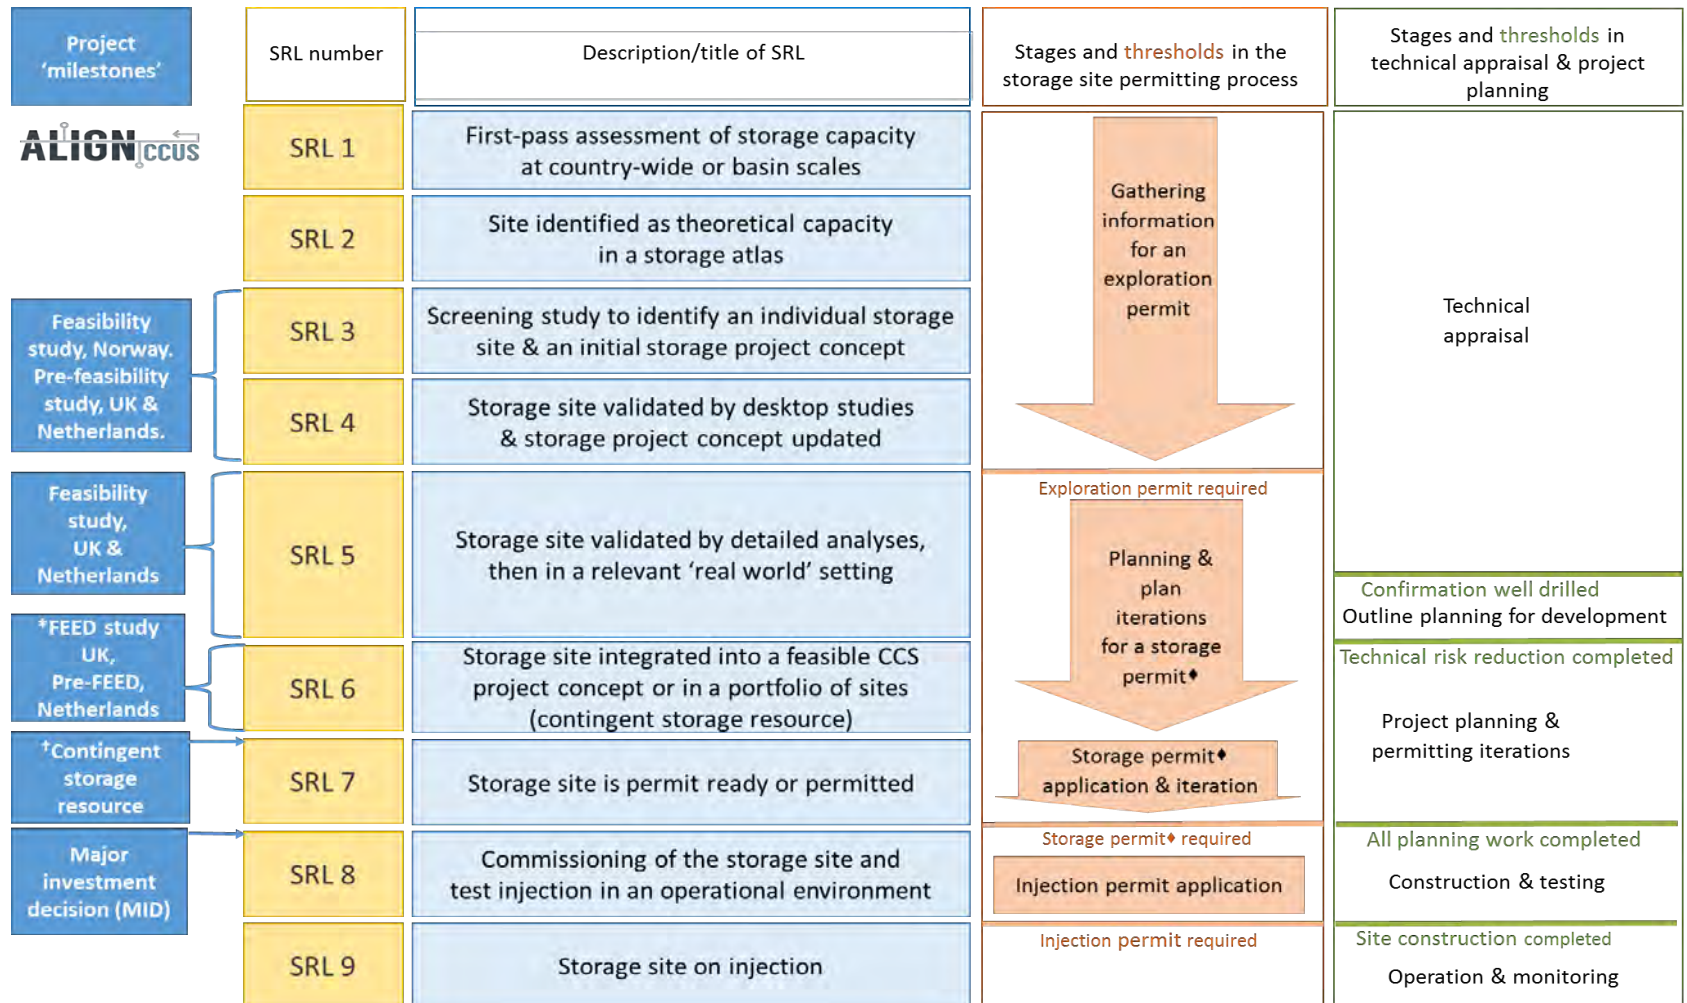 Project
‘milestones’
SRL number
Description/title of SRL
Stages and thresholds in the
storage site permitting process
Stages and thresholds in
technical appraisal & project
planning
ALIGN CCUS
SRL 1
First-pass assessment of storage capacity
at country-wide or basin scales
SRL 2
Site identified as theoretical capacity
in a storage atlas
Gathering
information
for an
exploration
permit
Feasibility
study, Norway.
Pre-feasibility
study, UK &
Netherlands.
SRL 3
Screening study to identify an individual storage
site & an initial storage project concept
Technical
appraisal
SRL 4
Storage site validated by desktop studies
& storage project concept updated
Feasibility
study,
UK &
Netherlands
SRL 5
Storage site validated by detailed analyses,
then in a relevant ‘real world’ setting
Exploration permit required
Planning &
plan
iterations
for a storage
permit♦
Confirmation well drilled
Outline planning for development
*FEED study
UK,
Pre-FEED,
Netherlands
SRL 6
Storage site integrated into a feasible CCS
project concept or in a portfolio of sites
(contingent storage resource)
Technical risk reduction completed
Project planning &
permitting iterations
†Contingent
storage
resource
SRL 7
Storage site is permit ready or permitted
Storage permit♦
application & iteration
Major
investment
decision (MID)
SRL 8
Commissioning of the storage site and
test injection in an operational environment
Storage permit♦ required
Injection permit application
All planning work completed
Construction & testing
SRL 9
Storage site on injection
Injection permit required
Site construction completed
Operation & monitoring